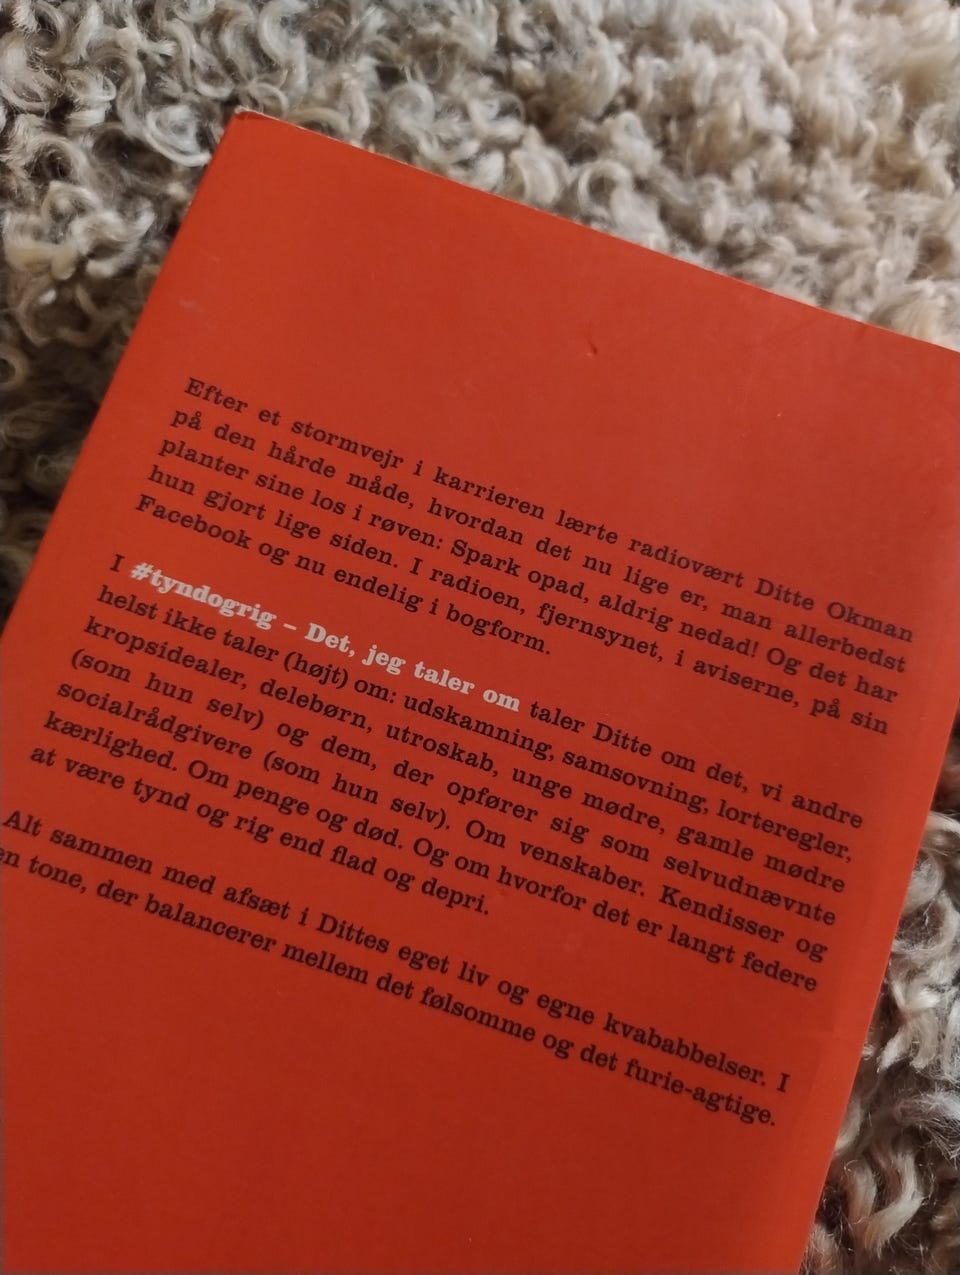 Efter et stormvejr i karrieren lærte radiovært Ditte Okman
på den hårde måde, hvordan det nu lige er, man allerbedst
planter sine los i røven: Spark opad, aldrig nedad! Og det har
hun gjort lige siden. I radioen, fjernsynet, i aviserne, på sin
Facebook og nu endelig i bogform.
I #tyndogrig – Det, jeg taler om taler Ditte om det, vi andre
helst ikke taler (højt) om: udskamning, samsovning, lorteregler,
kropsidealer, delebørn, utroskab, unge mødre, gamle mødre
(som hun selv) og dem, der opfører sig som selvudnævnte
socialrådgivere (som hun selv). Om venskaber. Kendisser og
kærlighed. Om penge og død. Og om hvorfor det er langt federe
at være tynd og rig end flad og depri.
Alt sammen med afsæt i Dittes eget liv og egne kvababbelser. I
en tone, der balancerer mellem det følsomme og det furie-agtige.